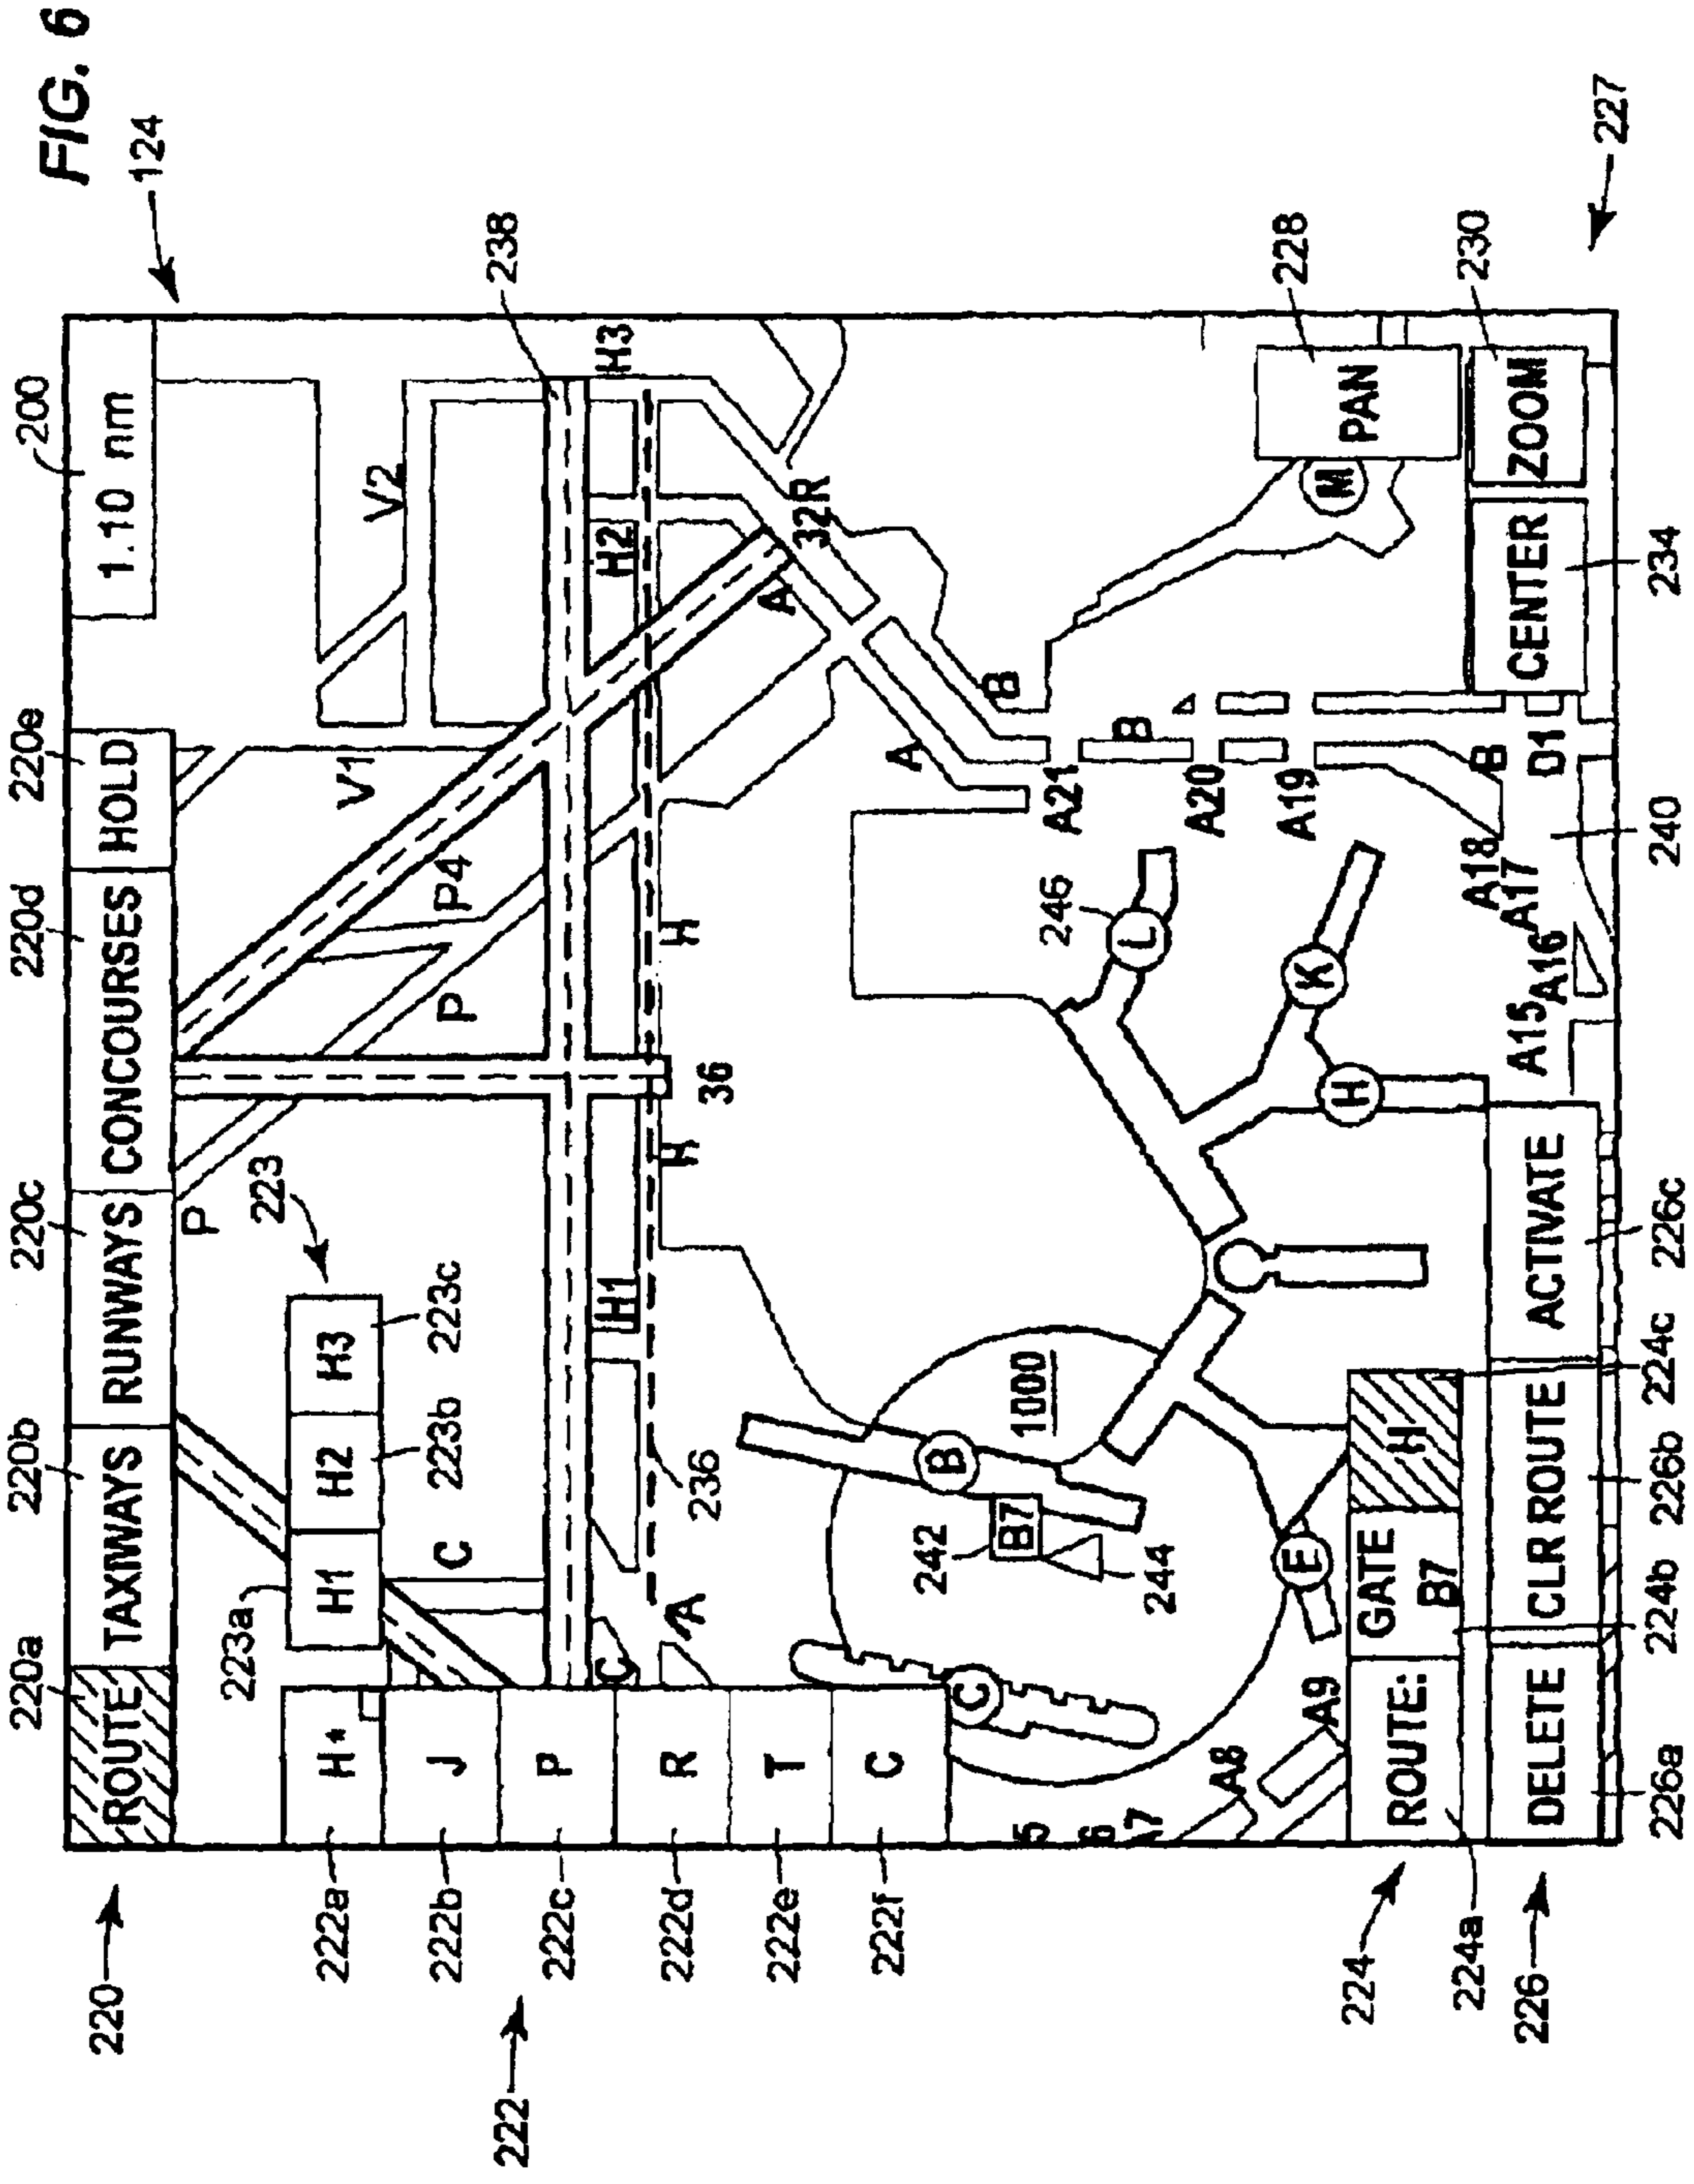 FIG. 6
124
200
220e
220d
220c
220b
220a
220
1.10 nm
HOLD
CONCOURSES
RUNWAYS
TAXIWAYS
ROUTE
P
223
223a
H1
H2
H3
223b
223c
C
P
P4
V1
V2
238
222
222a
222b
222c
222d
222e
222f
H*
J
P
R
T
C
C
A
236
H1
H
36
H
H2
H3
32R
A
A
B
B
242
B7
244
B
1000
C
E
246
L
K
H
M
A21
A20
A19
B
D1
A18
A17
A16
A15
5
6
A8
A9
224
ROUTE:
GATE
B7
H
PAN
228
226
DELETE
CLR ROUTE
ACTIVATE
CENTER
ZOOM
230
227
224a
226a
224b
226b
224c
226c
240
234